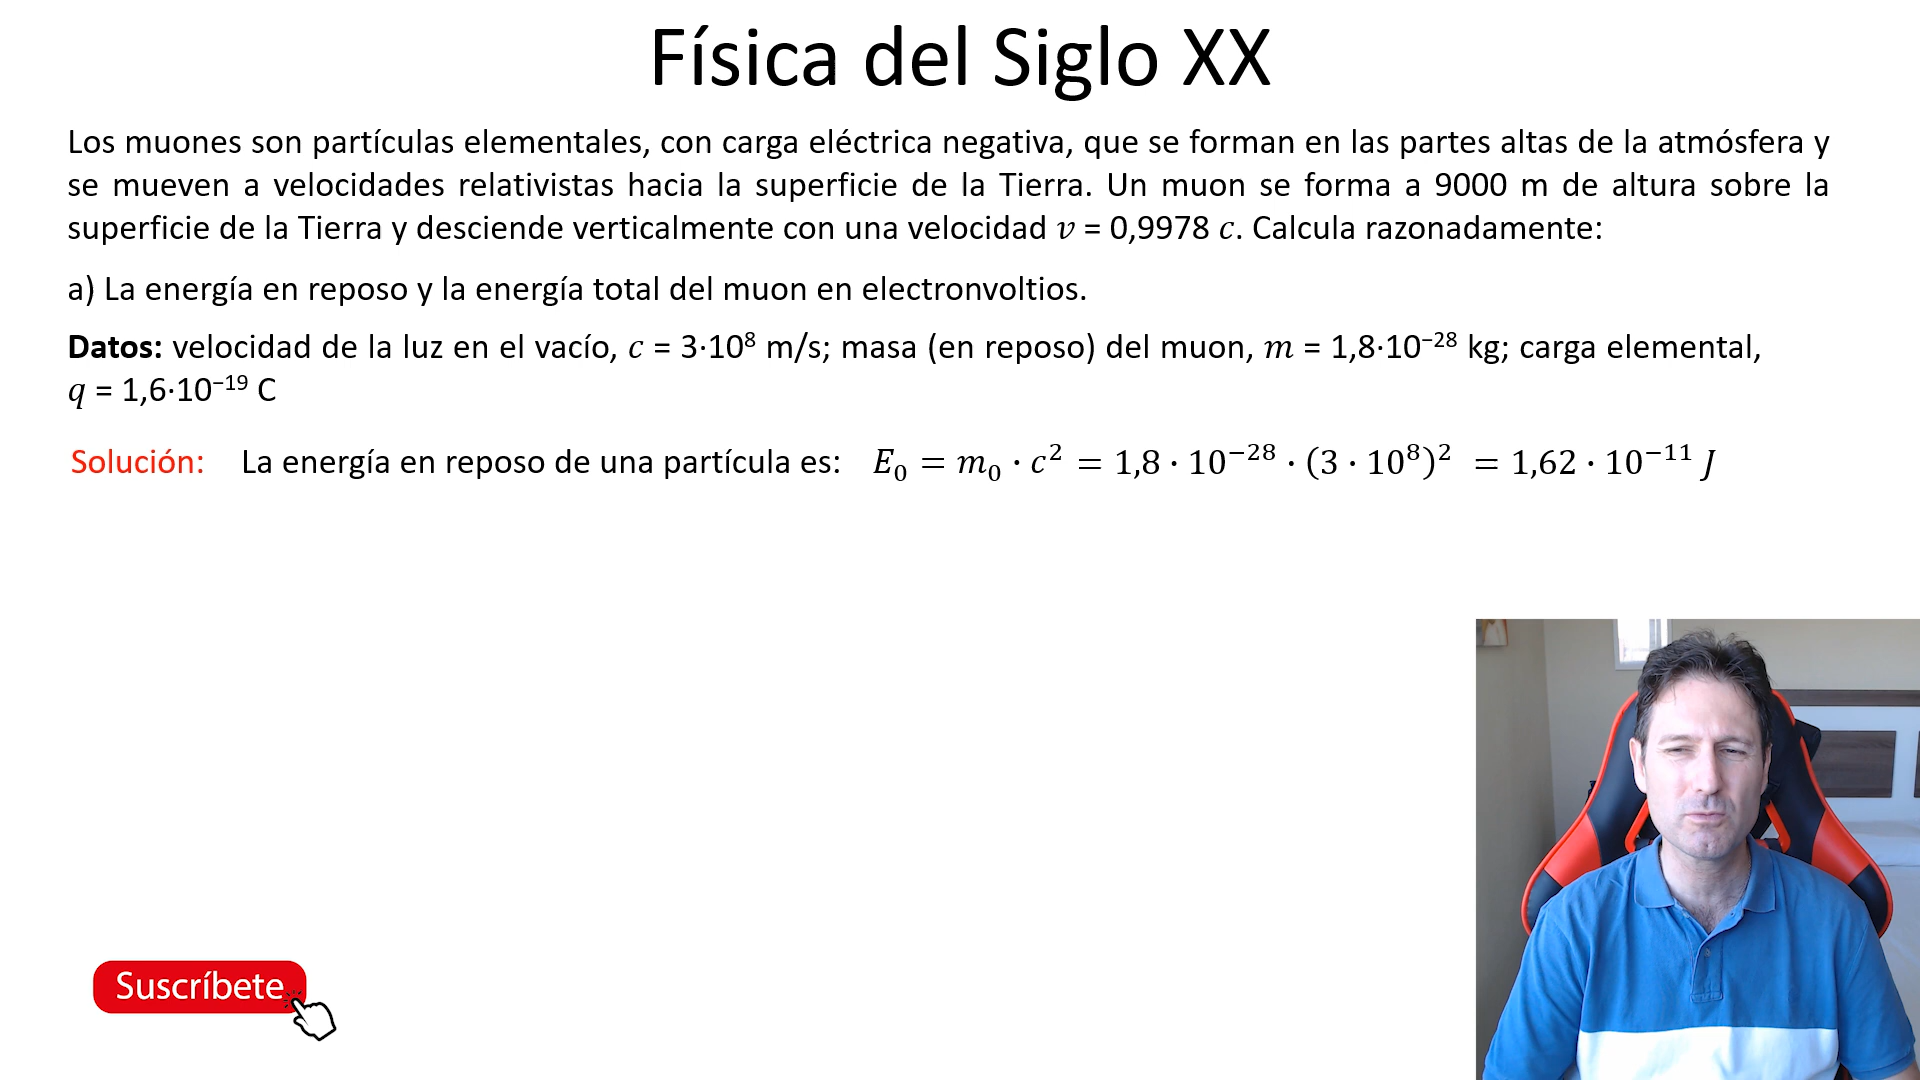 Física del Siglo XX
Los muones son partículas elementales, con carga eléctrica negativa, que se forman en las partes altas de la atmósfera y
se mueven a velocidades relativistas hacia la superficie de la Tierra. Un muon se forma a 9000 m de altura sobre la
superficie de la Tierra y desciende verticalmente con una velocidad 𝑣 = 0,9978 𝑐. Calcula razonadamente:
a) La energía en reposo y la energía total del muon en electronvoltios.
Datos: velocidad de la luz en el vacío, 𝑐 = 3·10⁸ m/s; masa (en reposo) del muon, 𝑚 = 1,8·10⁻²⁸ kg; carga elemental,
𝑞 = 1,6·10⁻¹⁹ C
Solución: La energía en reposo de una partícula es: 𝐸₀ = 𝑚₀ · 𝑐² = 1,8 · 10⁻²⁸ · (3 · 10⁸)² = 1,62 · 10⁻¹¹ 𝐽
Suscríbete